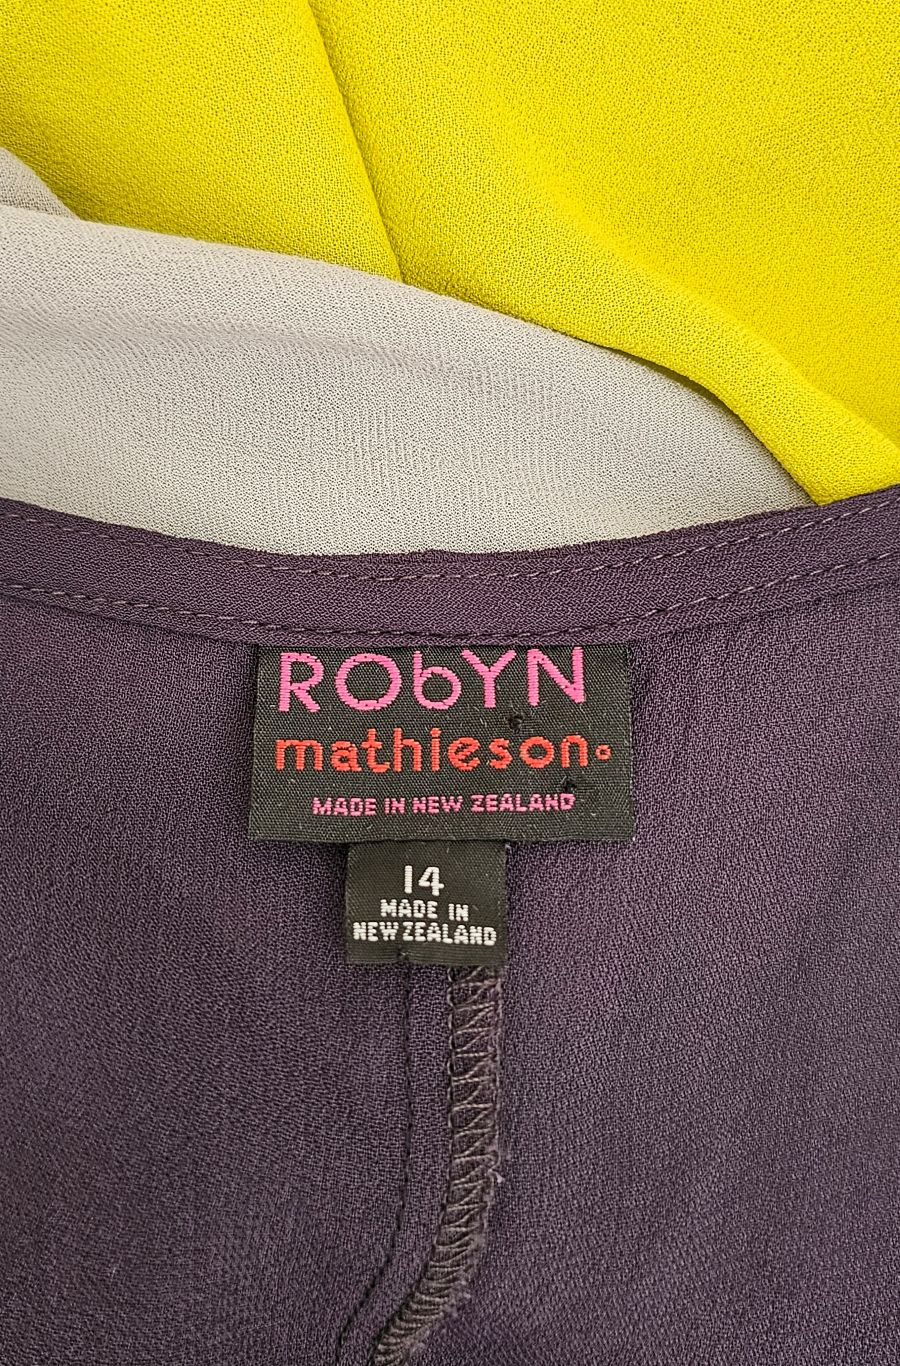 RObYN
mathieson
MADE IN NEW ZEALAND
14
MADE IN
NEW ZEALAND